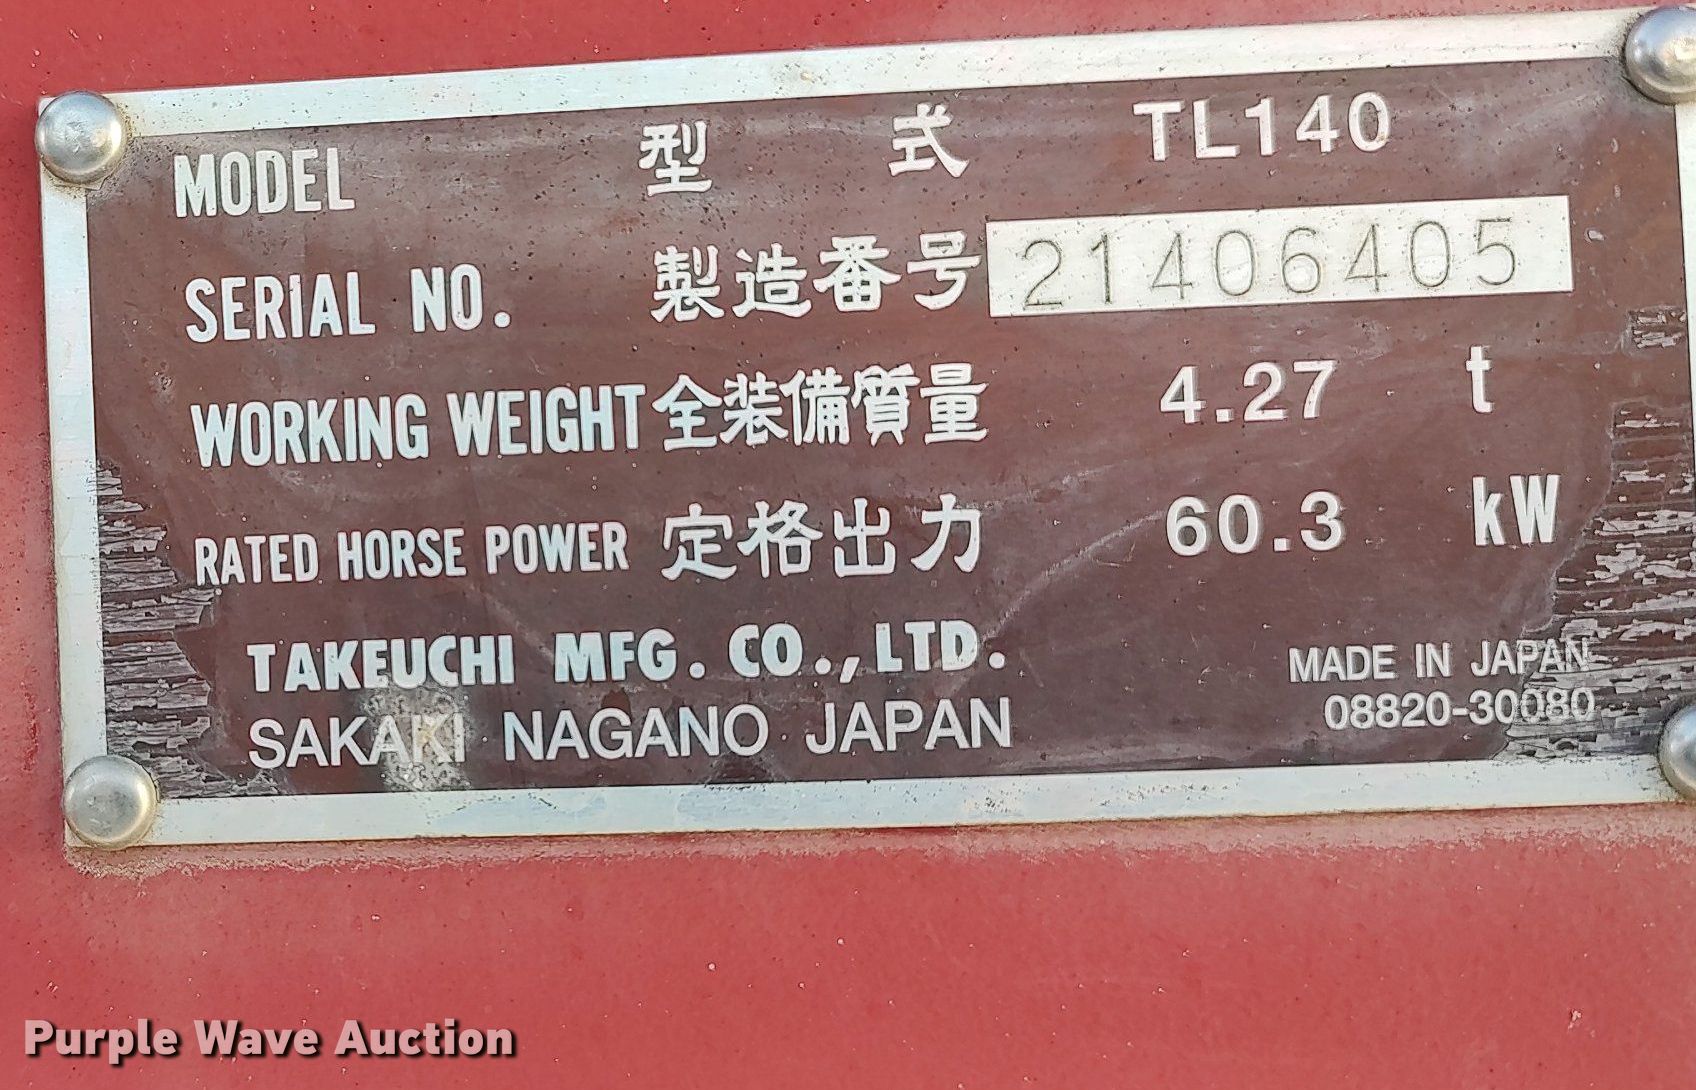 MODEL 型式 TL140
SERIAL NO. 製造番号 21406405
WORKING WEIGHT 全装備質量 4.27 t
RATED HORSE POWER 定格出力 60.3 kW
TAKEUCHI MFG. CO., LTD.
SAKAKI NAGANO JAPAN
MADE IN JAPAN
08820-30080
Purple Wave Auction